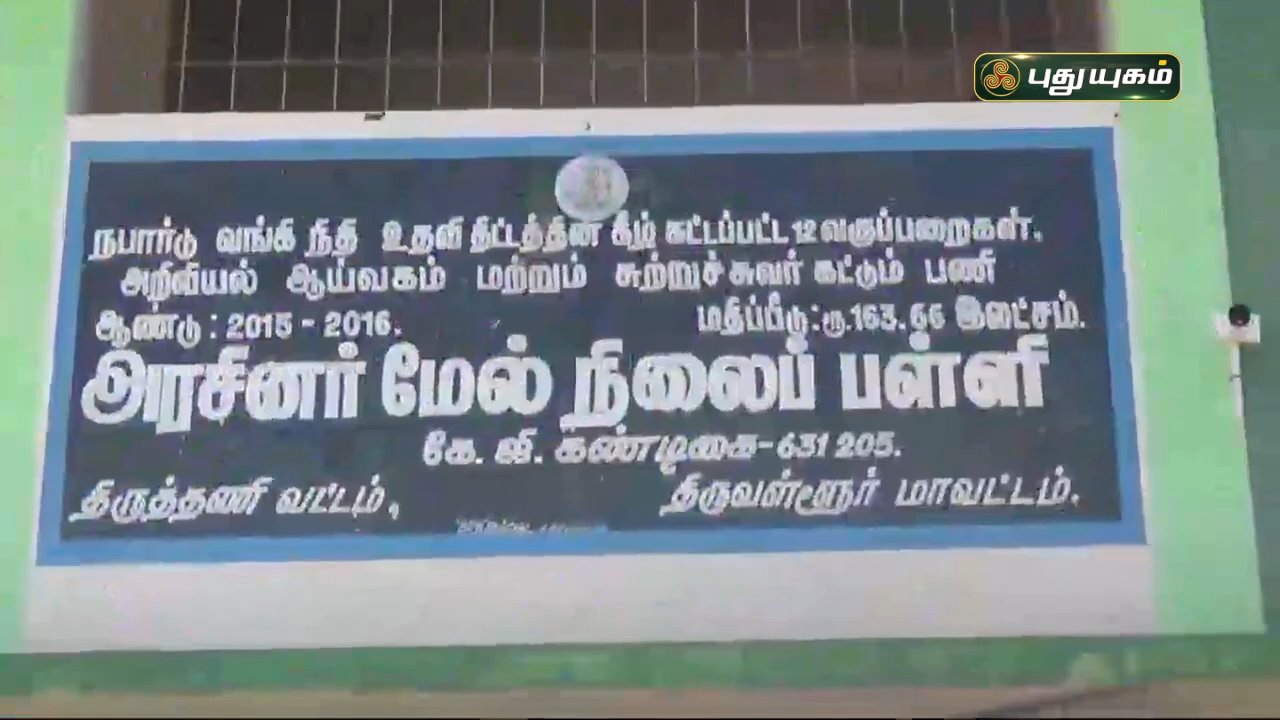 புதுயுகம்
நபார்டு வங்கி நிதி உதவி திட்டத்தின் கீழ் கட்டப்பட்ட 12 வகுப்பறைகள்.
அறிவியல் ஆய்வகம் மற்றும் சுற்றுச்சுவர் கட்டும் பணி
ஆண்டு : 2015 - 2016. மதிப்பீடு: ரூ.163.66 இலட்சம்.
அரசினர் மேல் நிலைப் பள்ளி
கே. ஜி. கண்டிகை - 631 205.
திருத்தணி வட்டம், திருவள்ளூர் மாவட்டம்.